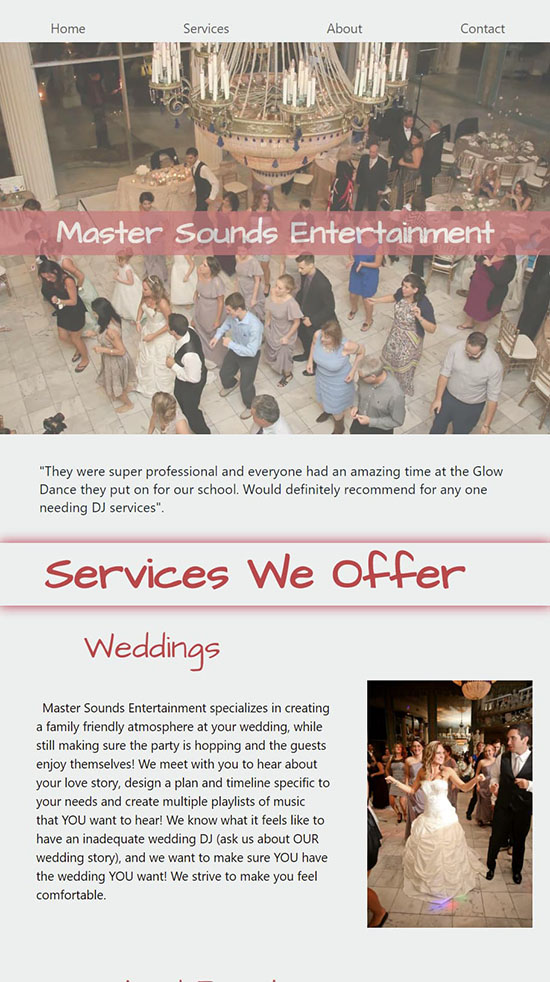 Home Services About Contact
Master Sounds Entertainment
"They were super professional and everyone had an amazing time at the Glow
Dance they put on for our school. Would definitely recommend for any one
needing DJ services".
Services We Offer
Weddings
Master Sounds Entertainment specializes in creating
a family friendly atmosphere at your wedding, while
still making sure the party is hopping and the guests
enjoy themselves! We meet with you to hear about
your love story, design a plan and timeline specific to
your needs and create multiple playlists of music
that YOU want to hear! We know what it feels like to
have an inadequate wedding DJ (ask us about OUR
wedding story), and we want to make sure YOU have
the wedding YOU want! We strive to make you feel
comfortable.